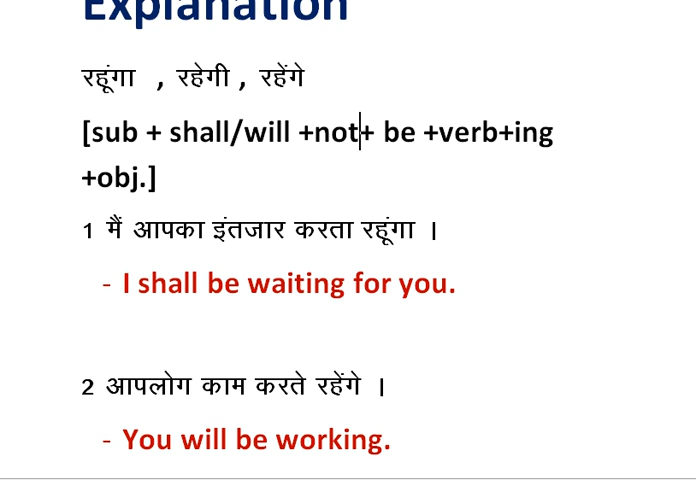 Explanation
रहूंगा , रहेगी , रहेंगे
[sub + shall/will +not+ be +verb+ing
+obj.]
1 मैं आपका इंतजार करता रहूंगा ।
- I shall be waiting for you.
2 आपलोग काम करते रहेंगे ।
- You will be working.